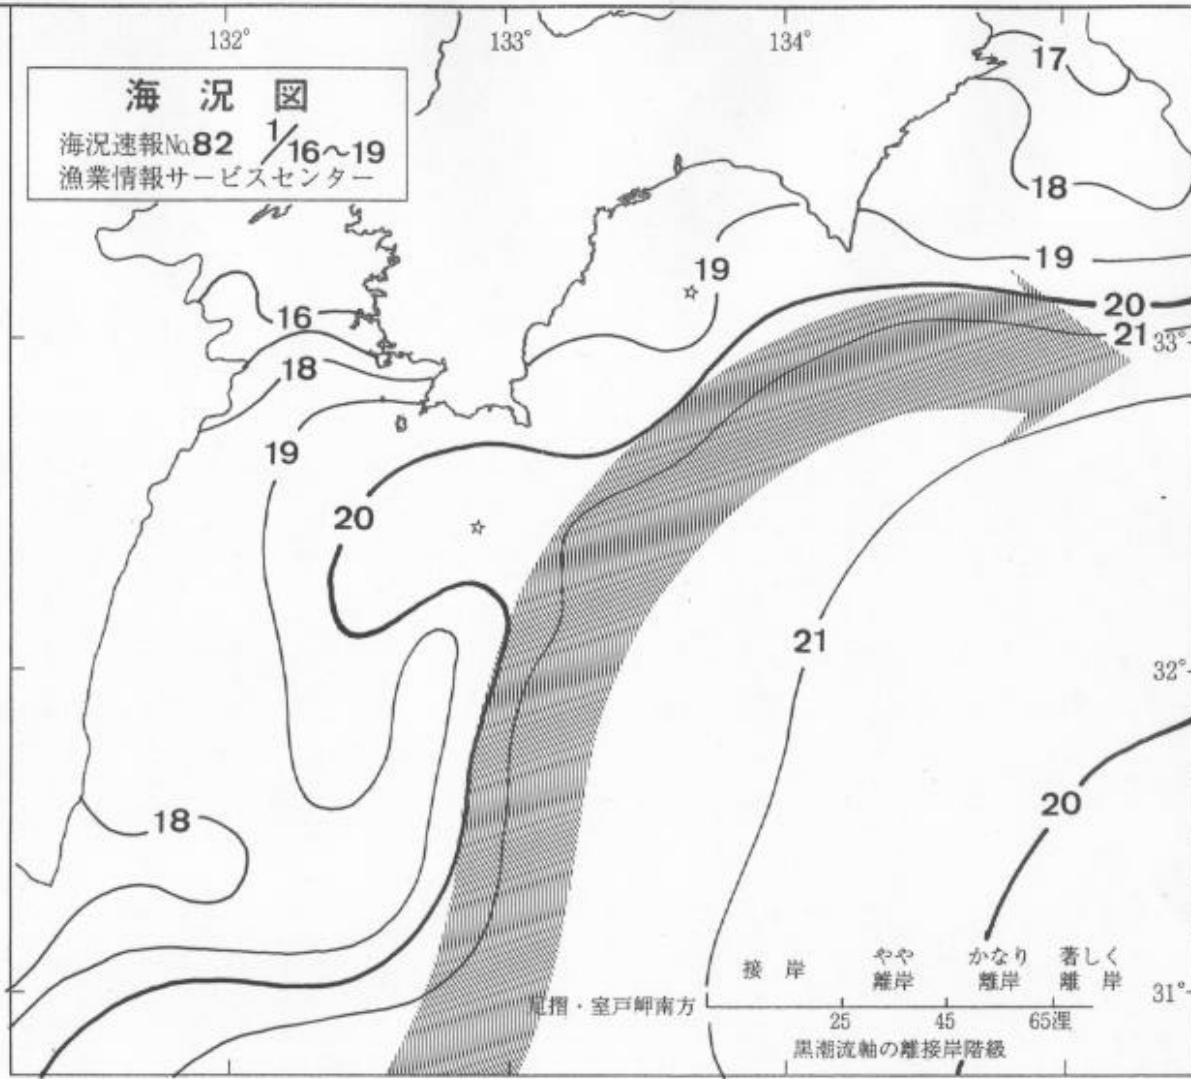 132°
133°
134°
海況図
海況速報No.82 1/16～19
漁業情報サービスセンター
17
18
19
19
20
21
33°
16
18
19
20
21
32°
20
18
接岸
やや離岸
かなり離岸
著しく離岸
足摺・室戸岬南方
31°
25
45
65浬
黒潮流軸の離接岸階級